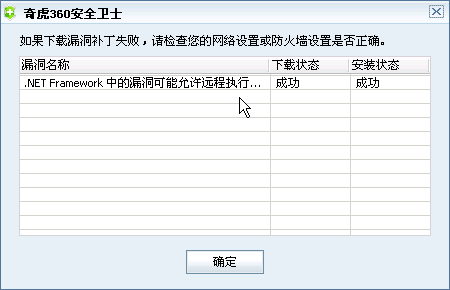 奇虎360安全卫士
如果下载漏洞补丁失败，请检查您的网络设置或防火墙设置是否正确。
漏洞名称 下载状态 安装状态
.NET Framework 中的漏洞可能允许远程执行... 成功 成功
确定